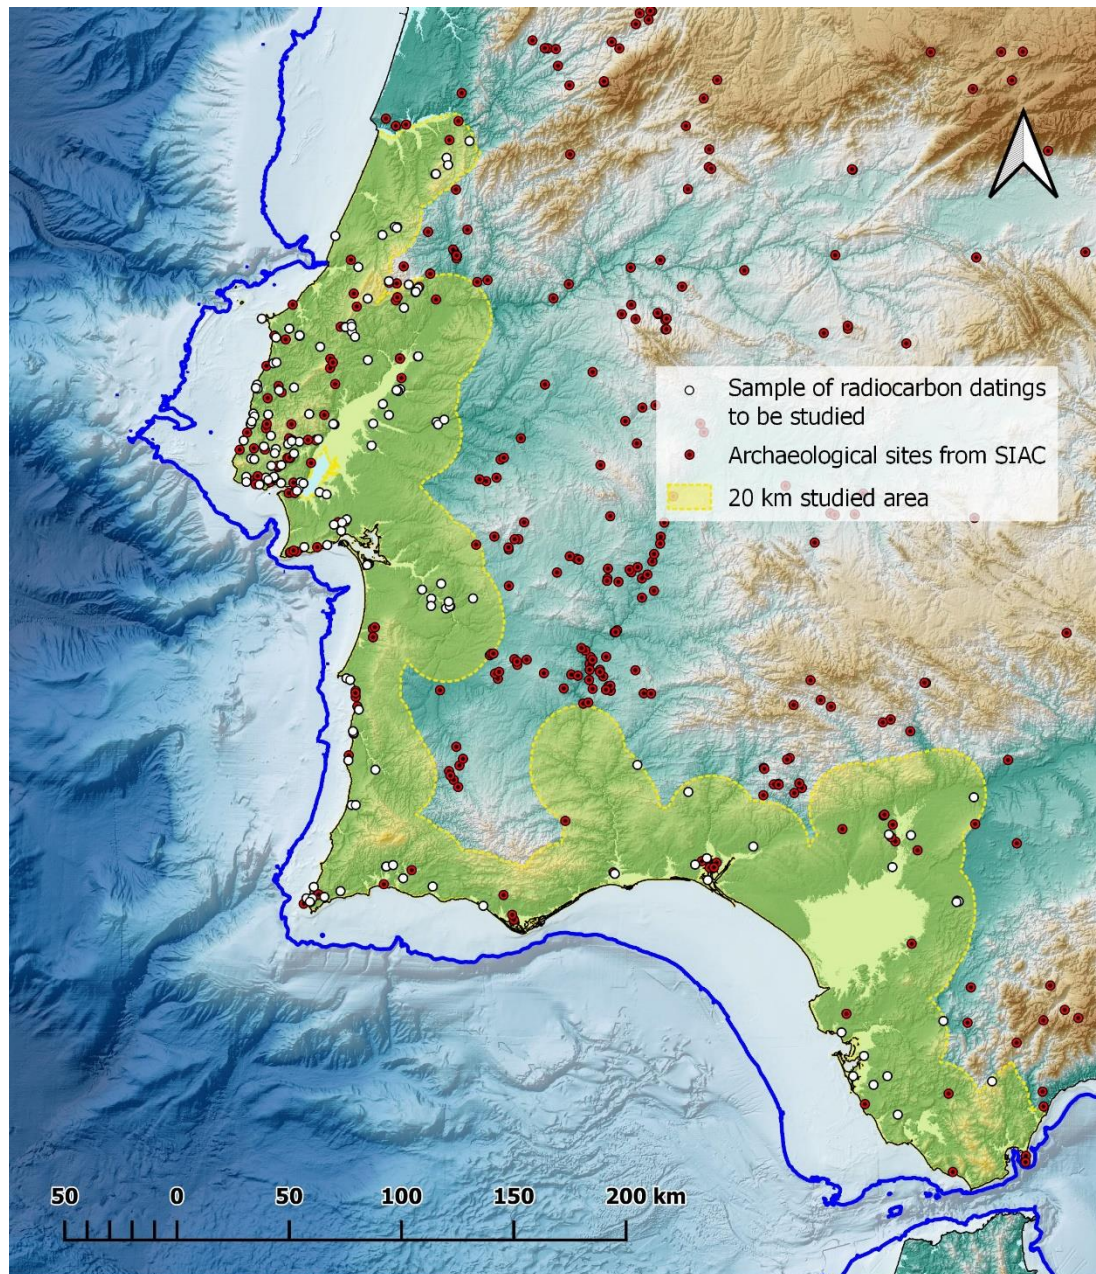 Sample of radiocarbon datings
to be studied
Archaeological sites from SIAC
20 km studied area
50 0 50 100 150 200 km